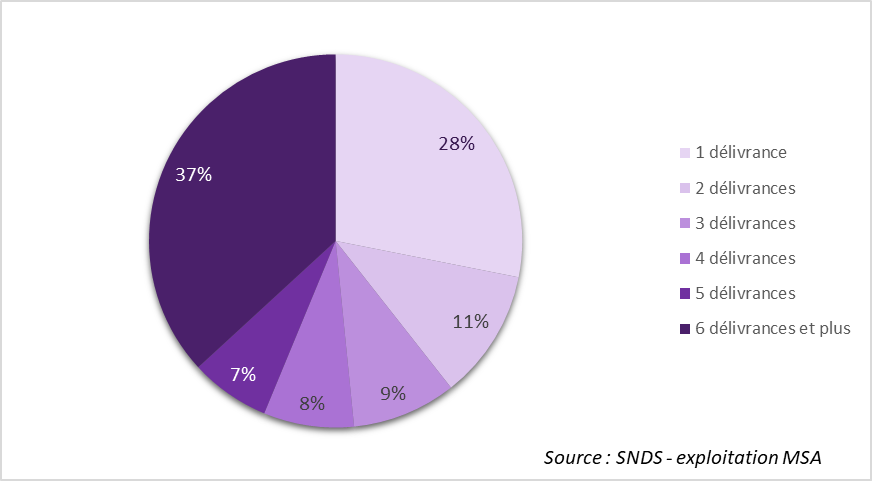 28%
37%
11%
7%
8%
9%
1 délivrance
2 délivrances
3 délivrances
4 délivrances
5 délivrances
6 délivrances et plus
Source : SNDS - exploitation MSA